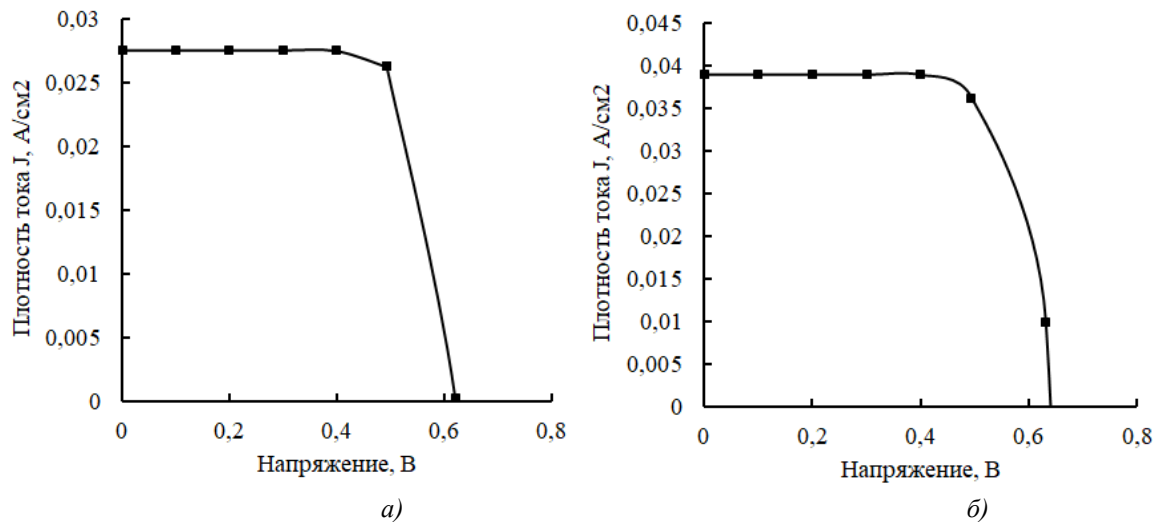 Плотность тока J, А/см2
0,03
0,025
0,02
0,015
0,01
0,005
0
0 0,2 0,4 0,6 0,8
Напряжение, В
а)
Плотность тока J, А/см2
0,045
0,04
0,035
0,03
0,025
0,02
0,015
0,01
0,005
0
0 0,2 0,4 0,6 0,8
Напряжение, В
б)